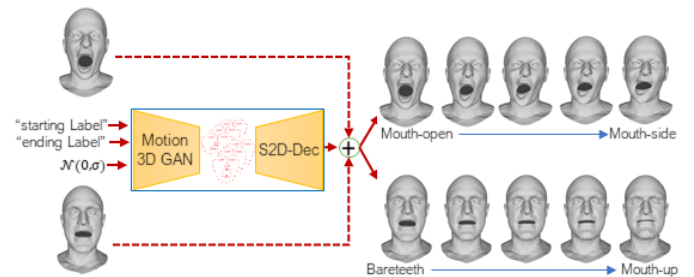 "starting Label"
"ending Label"
𝒩(0,σ)
Motion
3D GAN
S2D-Dec
+
Mouth-open
Mouth-side
Bareteeth
Mouth-up